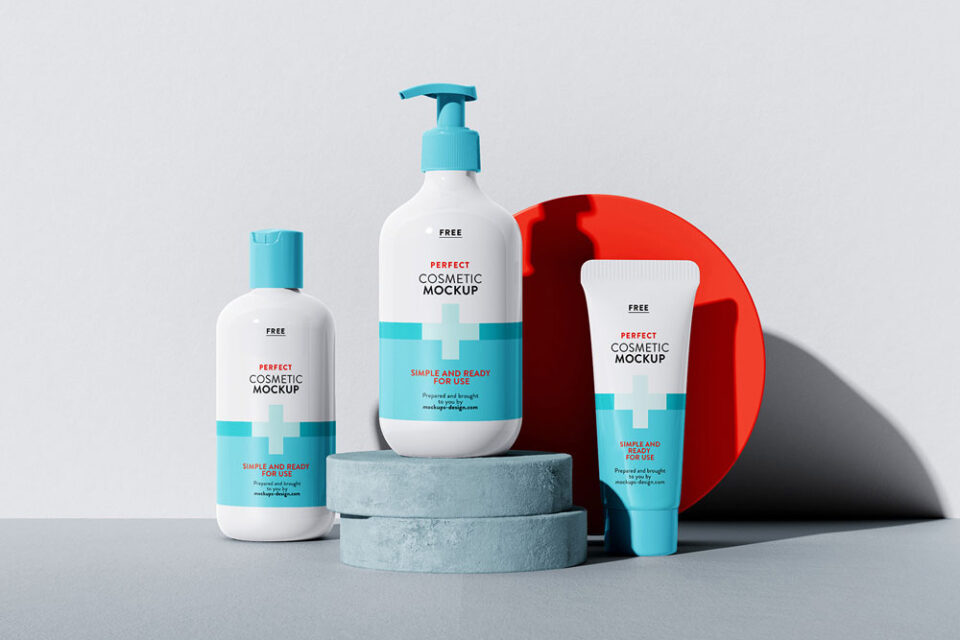 FREE
PERFECT
COSMETIC
MOCKUP
SIMPLE AND READY
FOR USE
Prepared and brought
to you by
mockups-design.com
FREE
PERFECT
COSMETIC
MOCKUP
SIMPLE AND READY
FOR USE
Prepared and brought
to you by
mockups-design.com
FREE
PERFECT
COSMETIC
MOCKUP
SIMPLE AND
READY
FOR USE
Prepared and brought
to you by
mockups-design.com